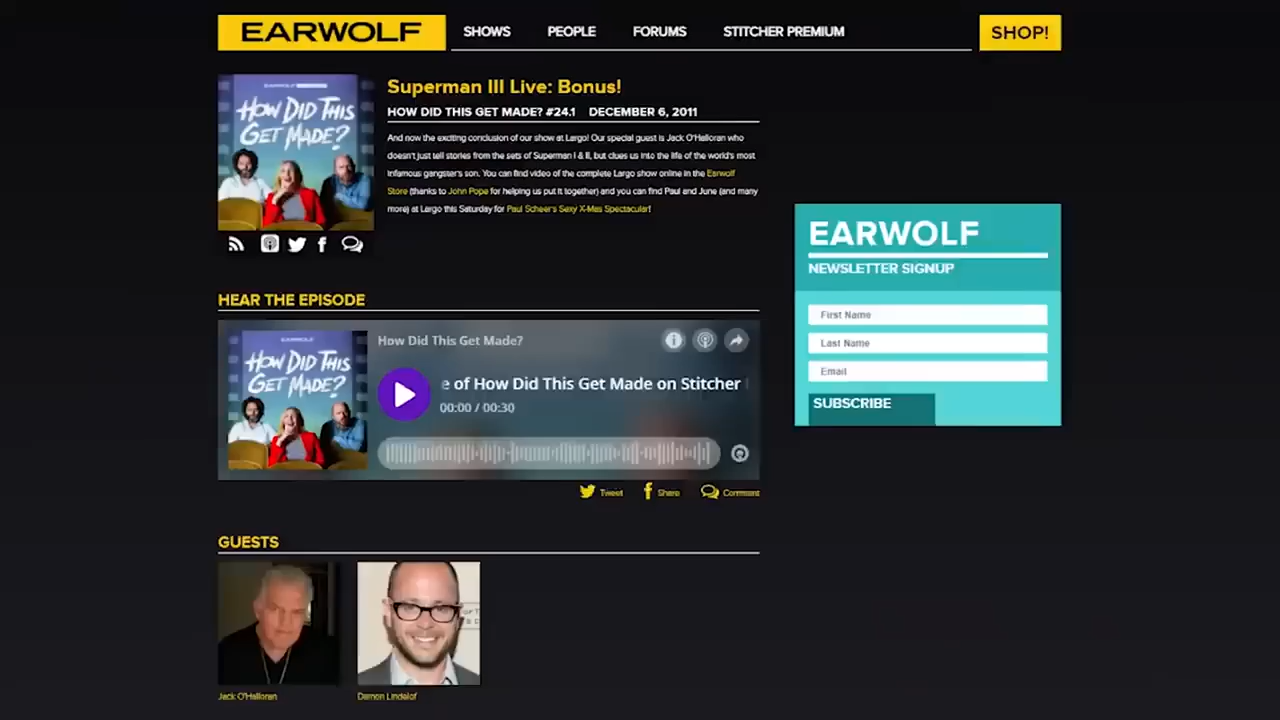 EARWOLF
SHOWS PEOPLE FORUMS STITCHER PREMIUM
SHOP!
EARWOLF
HOW DID THIS
GET MADE?
Superman III Live: Bonus!
HOW DID THIS GET MADE? #24.1 DECEMBER 6, 2011
And now the exciting conclusion of our show at Largo! Our special guest is Jack O'Halloran who
doesn't just tell stories from the sets of Superman I & II, but clues us into the life of the world's most
infamous gangster's son. You can find video of the complete Largo show online in the Earwolf
Store (thanks to John Pope for helping us put it together) and you can find Paul and June (and many
more) at Largo this Saturday for Paul Scheer's Sexy X-Mas Spectacular!
EARWOLF
NEWSLETTER SIGNUP
First Name
Last Name
Email
SUBSCRIBE
HEAR THE EPISODE
EARWOLF
HOW DID THIS
GET MADE?
How Did This Get Made?
e of How Did This Get Made on Stitcher
00:00 / 00:30
Tweet Share Comment
GUESTS
Jack O'Halloran Damon Lindelof